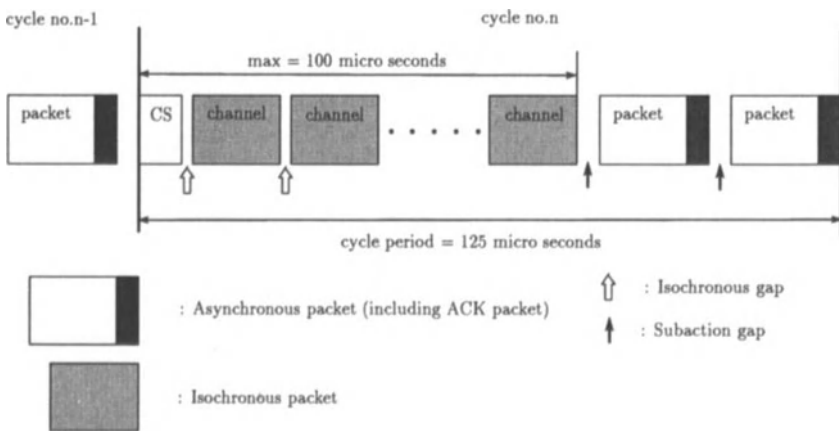 cycle no.n-1
cycle no.n
max = 100 micro seconds
packet
CS
channel
channel
channel
packet
packet
cycle period = 125 micro seconds
: Asynchronous packet (including ACK packet)
: Isochronous gap
: Subaction gap
: Isochronous packet